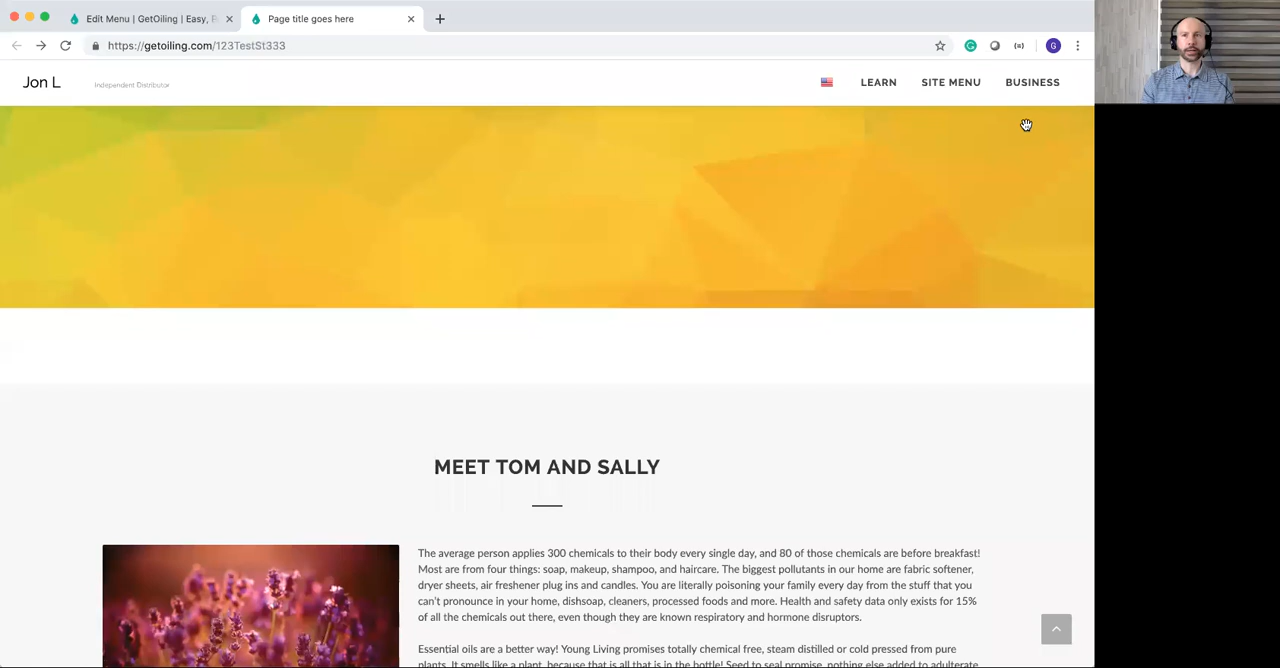 Edit Menu | GetOiling | Easy, B
Page title goes here
https://getoiling.com/123TestSt333
G
Jon L
Independent Distributor
LEARN
SITE MENU
BUSINESS
MEET TOM AND SALLY
The average person applies 300 chemicals to their body every single day, and 80 of those chemicals are before breakfast!
Most are from four things: soap, makeup, shampoo, and haircare. The biggest pollutants in our home are fabric softener,
dryer sheets, air freshener plug ins and candles. You are literally poisoning your family every day from the stuff that you
can't pronounce in your home, dishsoap, cleaners, processed foods and more. Health and safety data only exists for 15%
of all the chemicals out there, even though they are known respiratory and hormone disruptors.
Essential oils are a better way! Young Living promises totally chemical free, steam distilled or cold pressed from pure
plants. It smells like a plant, because that is all that is in the bottle! Seed to seal promise, nothing else added to adulterate